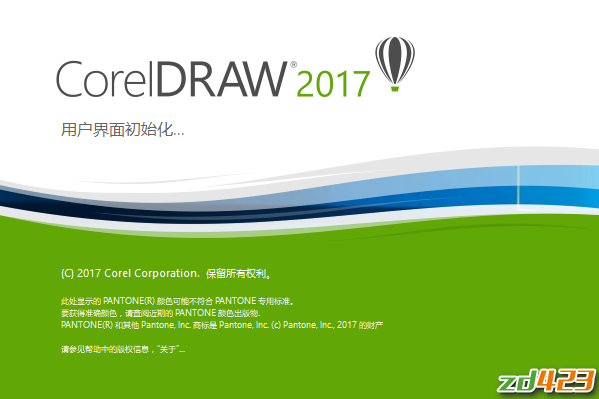 CorelDRAW® 2017
用户界面初始化...
(C) 2017 Corel Corporation. 保留所有权利。
此处显示的 PANTONE(R) 颜色可能不符合 PANTONE 专用标准。
要获得准确颜色，请查阅近期的 PANTONE 颜色出版物.
PANTONE(R) 和其他 Pantone, Inc. 商标是 Pantone, Inc. (c) Pantone, Inc., 2017 的财产
请参见帮助中的版权信息，“关于”...
zd423